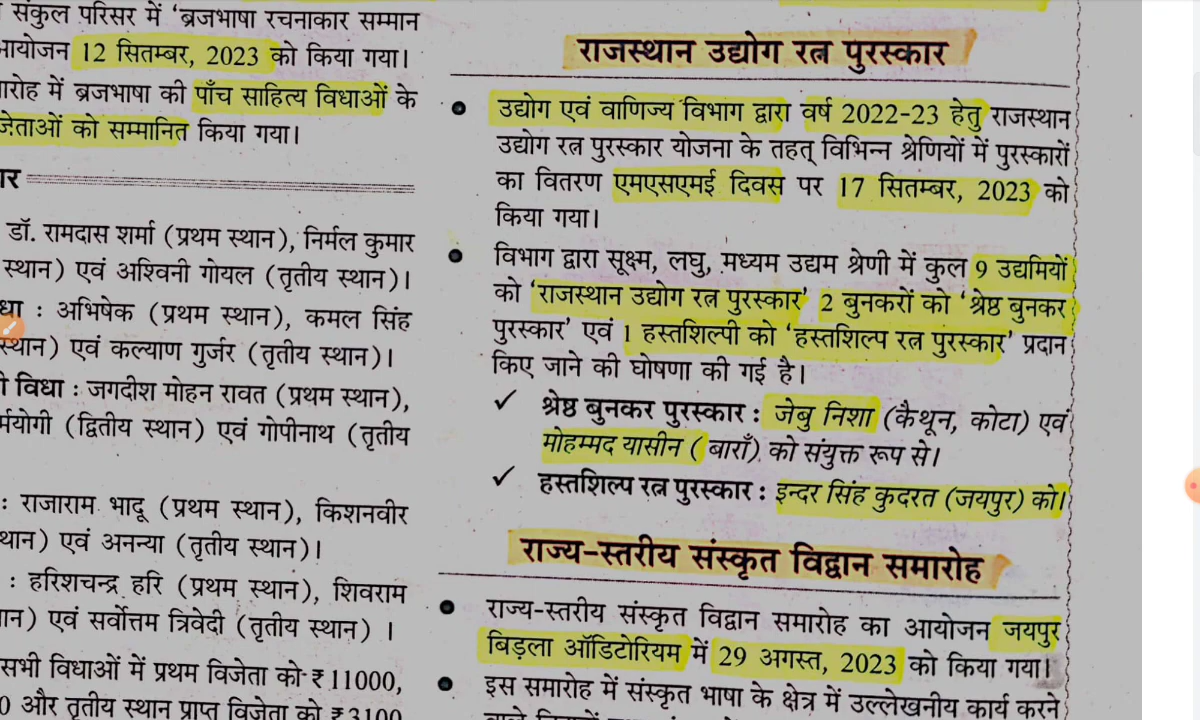 संकुल परिसर में 'ब्रजभाषा रचनाकार सम्मान
आयोजन 12 सितम्बर, 2023 को किया गया।
में ब्रजभाषा की पाँच साहित्य विधाओं के
को सम्मानित किया गया।
डॉ. रामदास शर्मा (प्रथम स्थान), निर्मल कुमार
स्थान) एवं अश्विनी गोयल (तृतीय स्थान)।
: अभिषेक (प्रथम स्थान), कमल सिंह
स्थान) एवं कल्याण गुर्जर (तृतीय स्थान)।
विधा : जगदीश मोहन रावत (प्रथम स्थान),
(द्वितीय स्थान) एवं गोपीनाथ (तृतीय
: राजाराम भादू (प्रथम स्थान), किशनवीर
एवं अनन्या (तृतीय स्थान)।
: हरिशचन्द्र हरि (प्रथम स्थान), शिवराम
एवं सर्वोत्तम त्रिवेदी (तृतीय स्थान) ।
सभी विधाओं में प्रथम विजेता को ₹ 11000,
0 और तृतीय स्थान प्राप्त विजेता को ₹ 3100
राजस्थान उद्योग रत्न पुरस्कार
● उद्योग एवं वाणिज्य विभाग द्वारा वर्ष 2022-23 हेतु राजस्थान
उद्योग रत्न पुरस्कार योजना के तहत् विभिन्न श्रेणियों में पुरस्कारों
का वितरण एमएसएमई दिवस पर 17 सितम्बर, 2023 को
किया गया।
● विभाग द्वारा सूक्ष्म, लघु, मध्यम उद्यम श्रेणी में कुल 9 उद्यमियों
को 'राजस्थान उद्योग रत्न पुरस्कार' 2 बुनकरों को 'श्रेष्ठ बुनकर
पुरस्कार' एवं 1 हस्तशिल्पी को 'हस्तशिल्प रत्न पुरस्कार' प्रदान
किए जाने की घोषणा की गई है।
✓ श्रेष्ठ बुनकर पुरस्कार : जेबु निशा (कैथून, कोटा) एवं
मोहम्मद यासीन ( बाराँ) को संयुक्त रूप से।
✓ हस्तशिल्प रत्न पुरस्कार : इन्दर सिंह कुदरत (जयपुर) को।
राज्य-स्तरीय संस्कृत विद्वान समारोह
● राज्य-स्तरीय संस्कृत विद्वान समारोह का आयोजन जयपुर
बिड़ला ऑडिटोरियम में 29 अगस्त, 2023 को किया गया।
● इस समारोह में संस्कृत भाषा के क्षेत्र में उल्लेखनीय कार्य करने